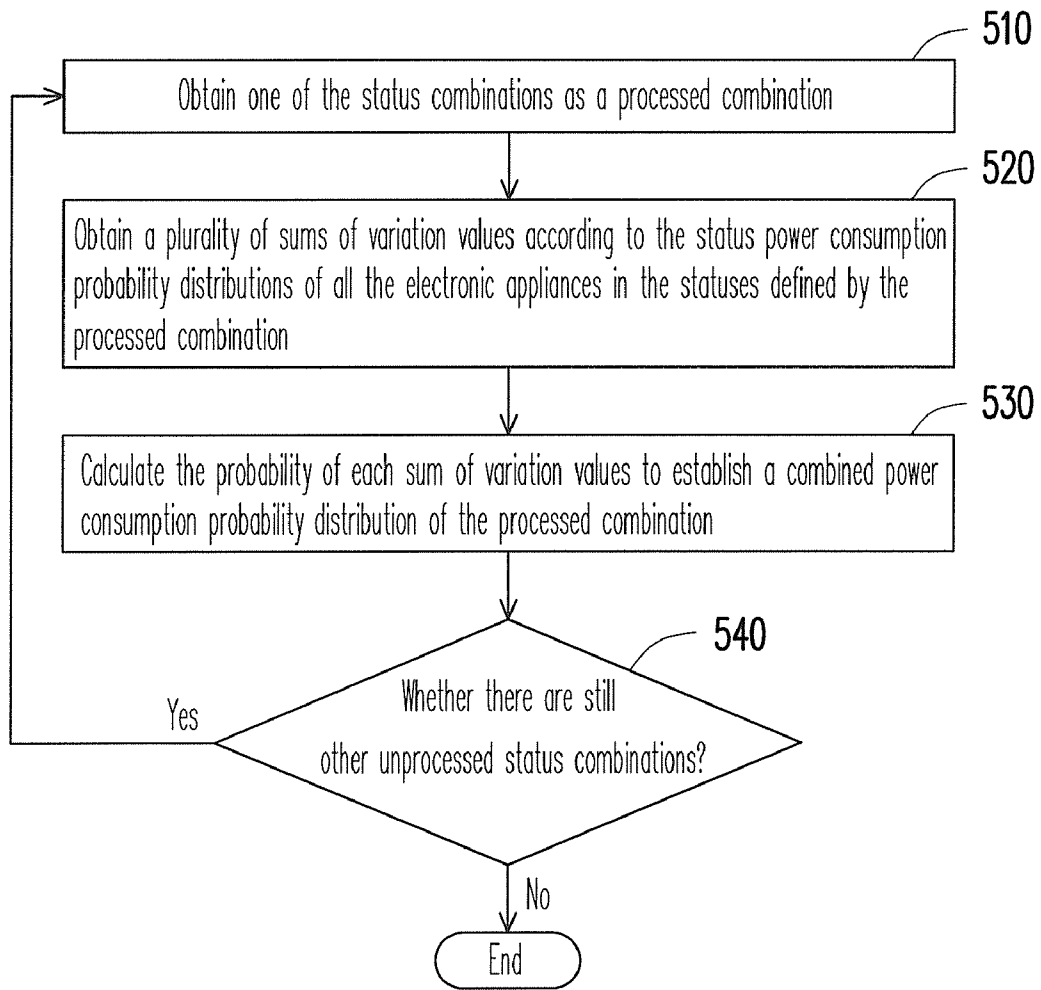 510
Obtain one of the status combinations as a processed combination
520
Obtain a plurality of sums of variation values according to the status power consumption
probability distributions of all the electronic appliances in the statuses defined by the
processed combination
530
Calculate the probability of each sum of variation values to establish a combined power
consumption probability distribution of the processed combination
540
Whether there are still
other unprocessed status combinations?
Yes
No
End